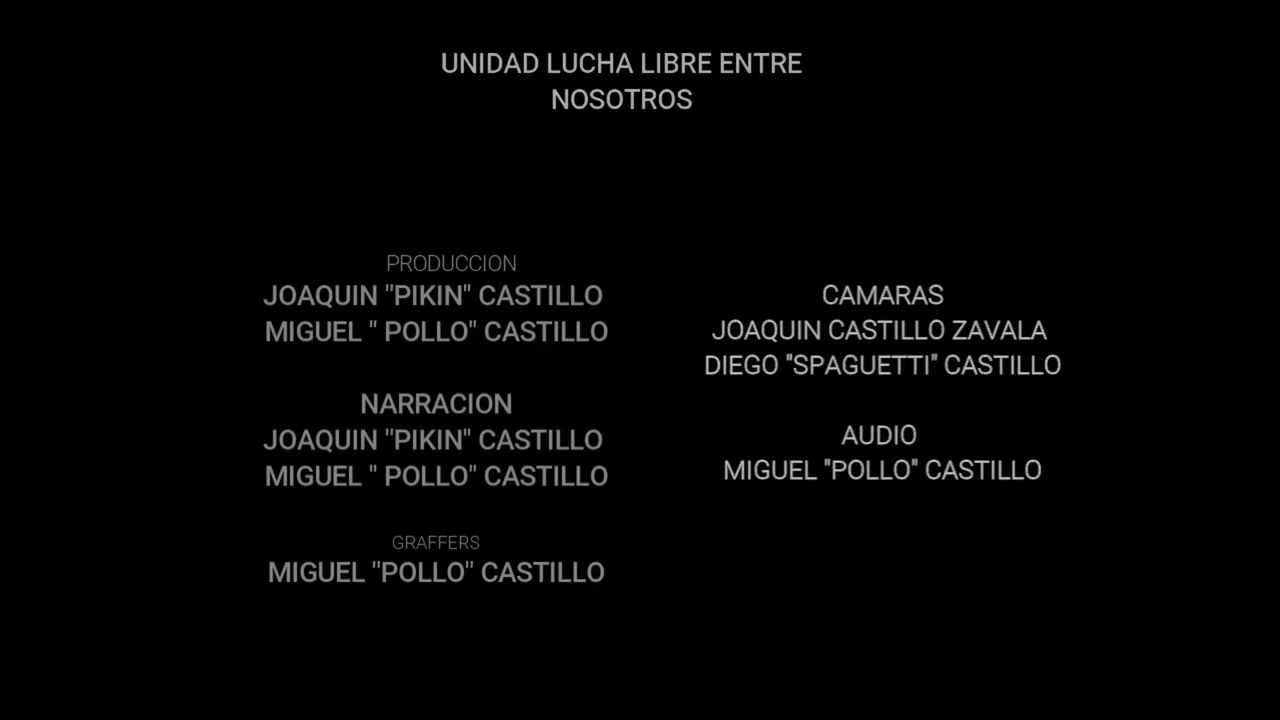 UNIDAD LUCHA LIBRE ENTRE
NOSOTROS
PRODUCCION
JOAQUIN "PIKIN" CASTILLO
MIGUEL " POLLO" CASTILLO
NARRACION
JOAQUIN "PIKIN" CASTILLO
MIGUEL " POLLO" CASTILLO
GRAFFERS
MIGUEL "POLLO" CASTILLO
CAMARAS
JOAQUIN CASTILLO ZAVALA
DIEGO "SPAGUETTI" CASTILLO
AUDIO
MIGUEL "POLLO" CASTILLO